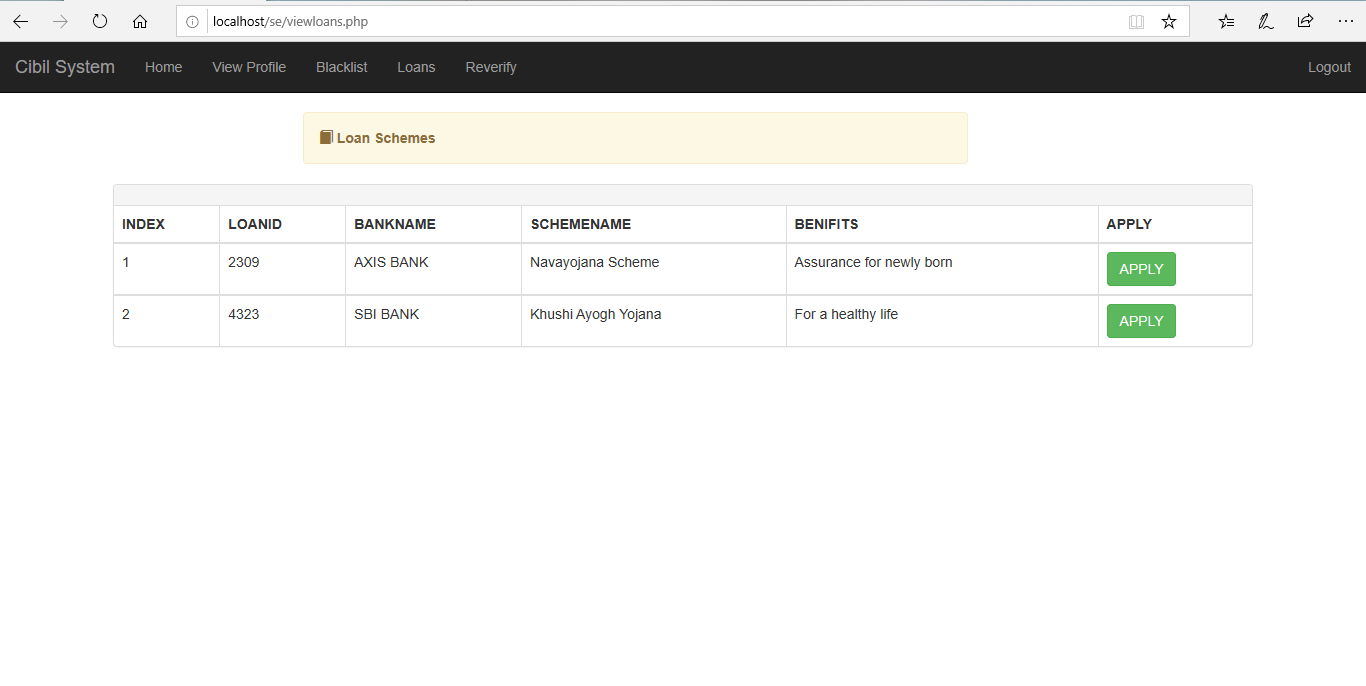 localhost/se/viewloans.php
Cibil System Home View Profile Blacklist Loans Reverify Logout
Loan Schemes
INDEX LOANID BANKNAME SCHEMENAME BENIFITS APPLY
1 2309 AXIS BANK Navayojana Scheme Assurance for newly born APPLY
2 4323 SBI BANK Khushi Ayogh Yojana For a healthy life APPLY